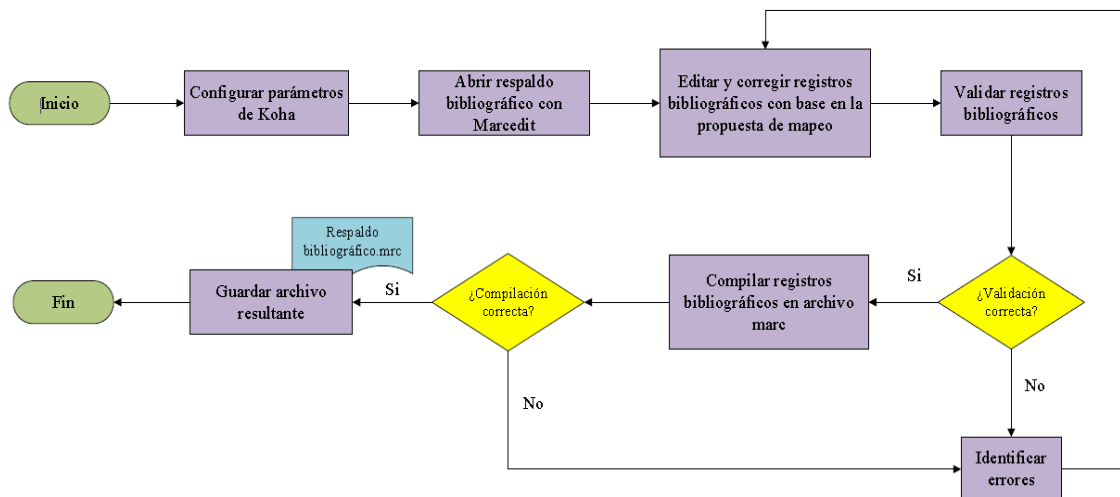 Inicio
Configurar parámetros
de Koha
Abrir respaldo
bibliográfico con
Marcedit
Editar y corregir registros
bibliográficos con base en la
propuesta de mapeo
Validar registros
bibliográficos
¿Validación
correcta?
Si
No
Compilar registros
bibliográficos en archivo
marc
¿Compilación
correcta?
Si
No
Respaldo
bibliográfico.mrc
Guardar archivo
resultante
Fin
Identificar
errores